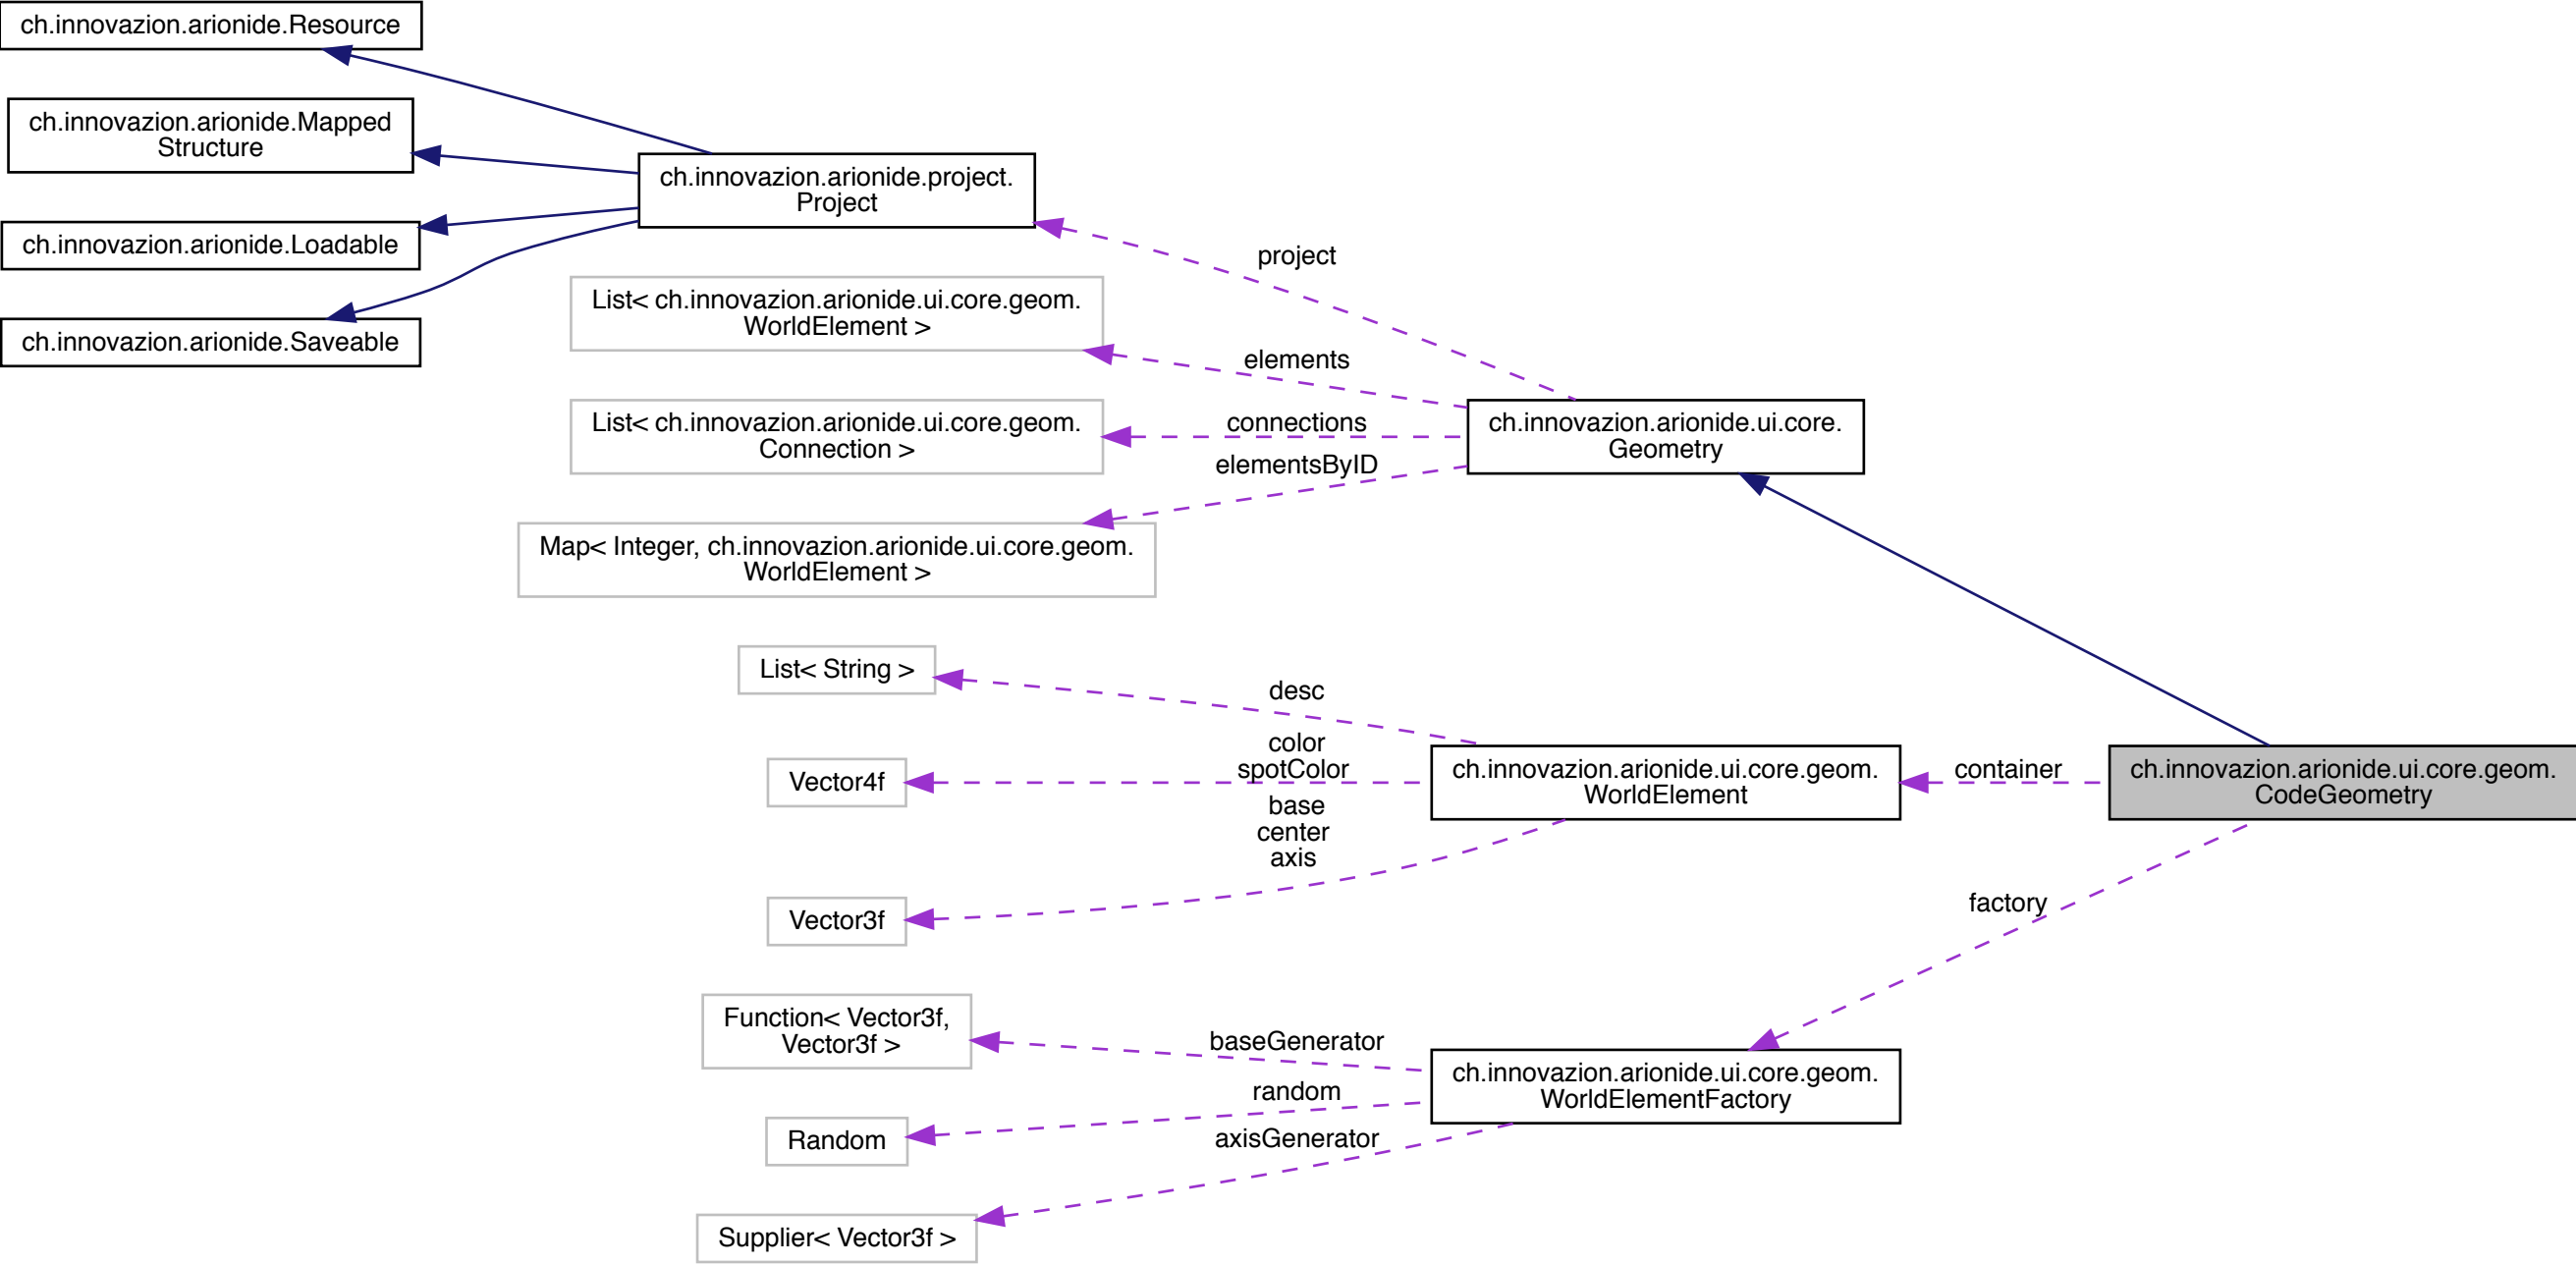 ch.innovazion.arionide.Resource
ch.innovazion.arionide.Mapped
Structure
ch.innovazion.arionide.Loadable
ch.innovazion.arionide.Saveable
ch.innovazion.arionide.project.
Project
List< ch.innovazion.arionide.ui.core.geom.
WorldElement >
List< ch.innovazion.arionide.ui.core.geom.
Connection >
Map< Integer, ch.innovazion.arionide.ui.core.geom.
WorldElement >
project
elements
connections
elementsByID
ch.innovazion.arionide.ui.core.
Geometry
List< String >
Vector4f
Vector3f
desc
color
spotColor
base
center
axis
ch.innovazion.arionide.ui.core.geom.
WorldElement
container
ch.innovazion.arionide.ui.core.geom.
CodeGeometry
factory
Function< Vector3f,
Vector3f >
Random
Supplier< Vector3f >
baseGenerator
random
axisGenerator
ch.innovazion.arionide.ui.core.geom.
WorldElementFactory